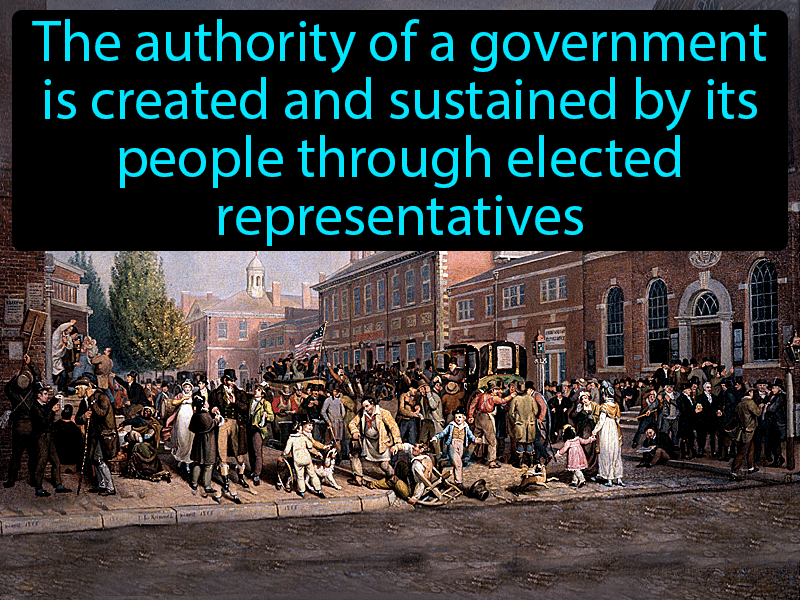 The authority of a government
is created and sustained by its
people through elected
representatives